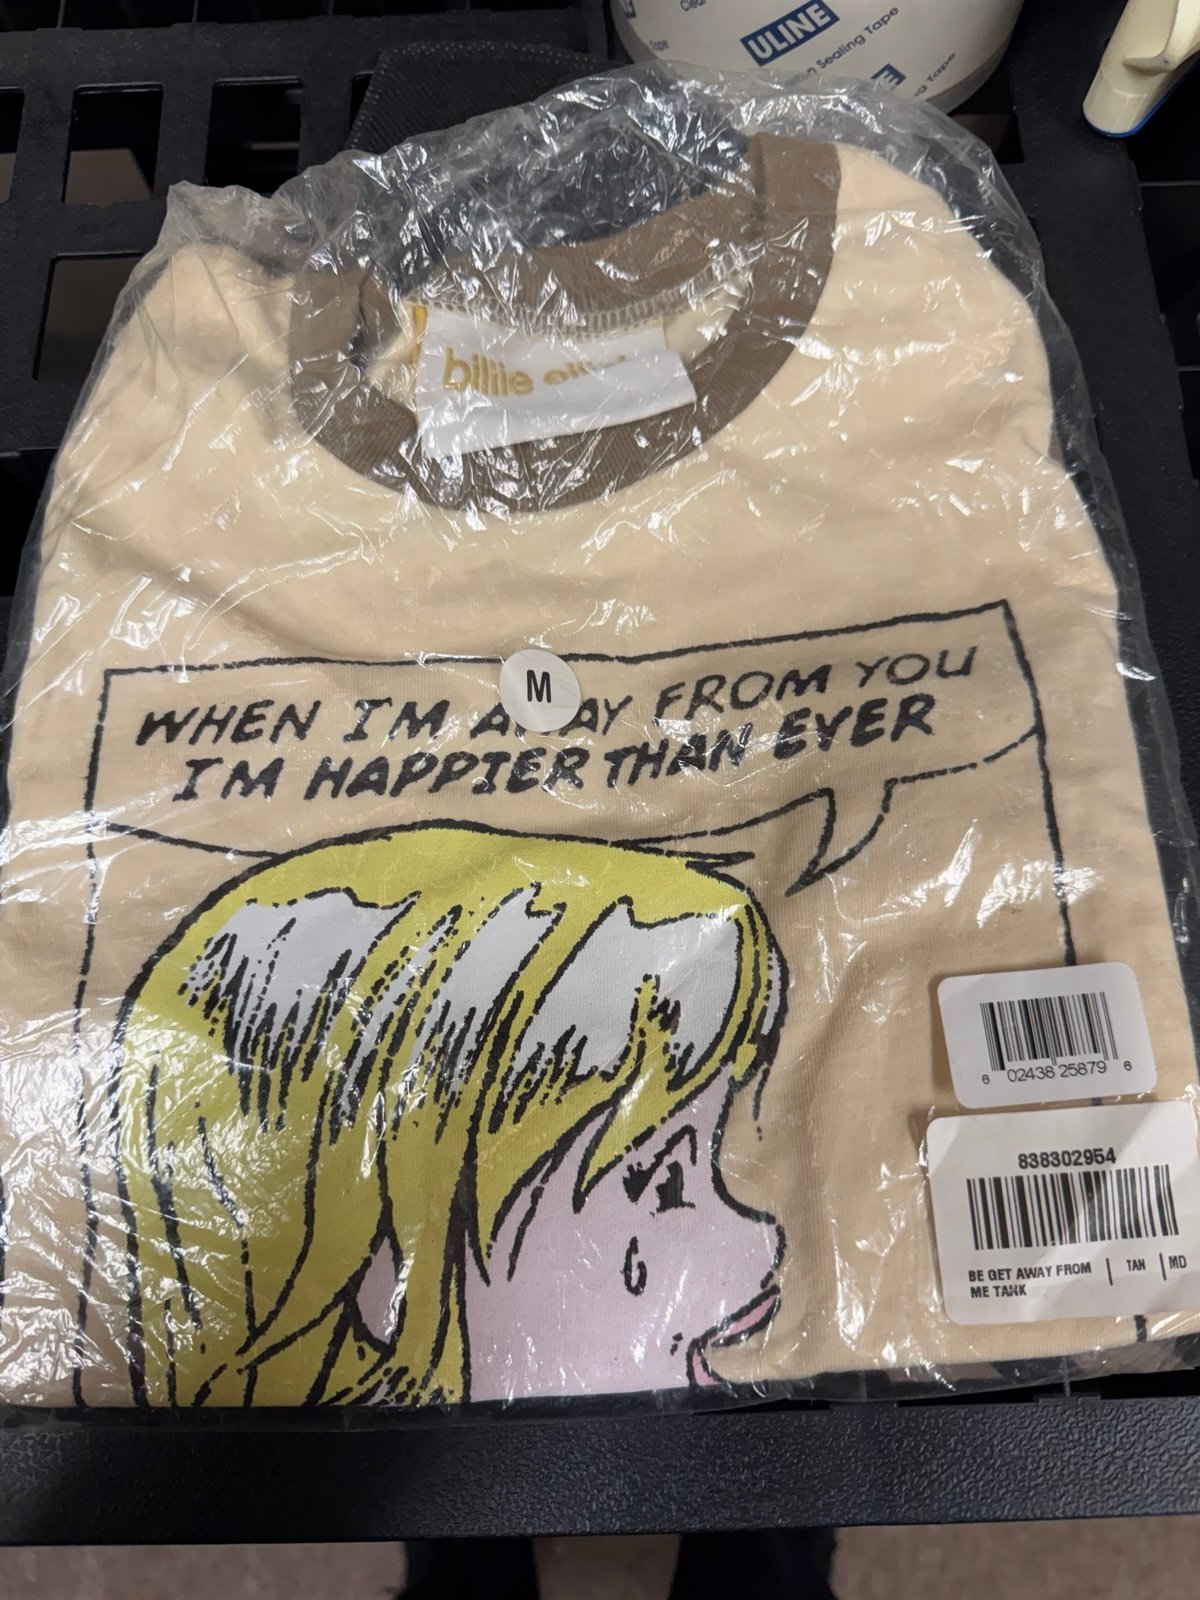 ULINE
Sealing Tape
billie
M
WHEN I'M AWAY FROM YOU
I'M HAPPIER THAN EVER
6 02438 25879 6
838302954
BE GET AWAY FROM | TAN | MD
ME TANK